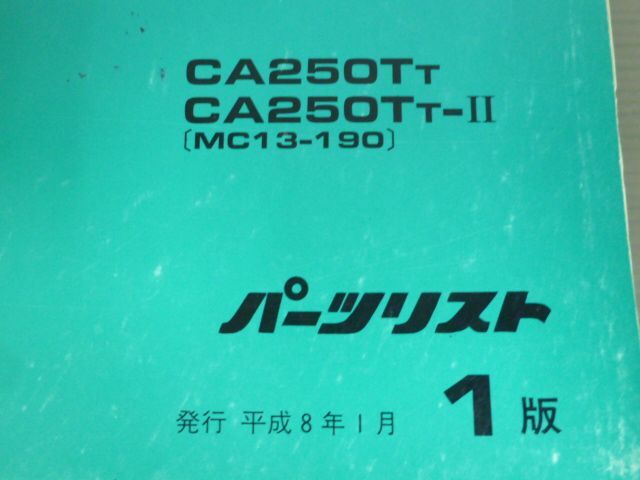 CA250TT
CA250TT-II
〔MC13-190〕
パーツリスト
発行 平成8年1月 1版